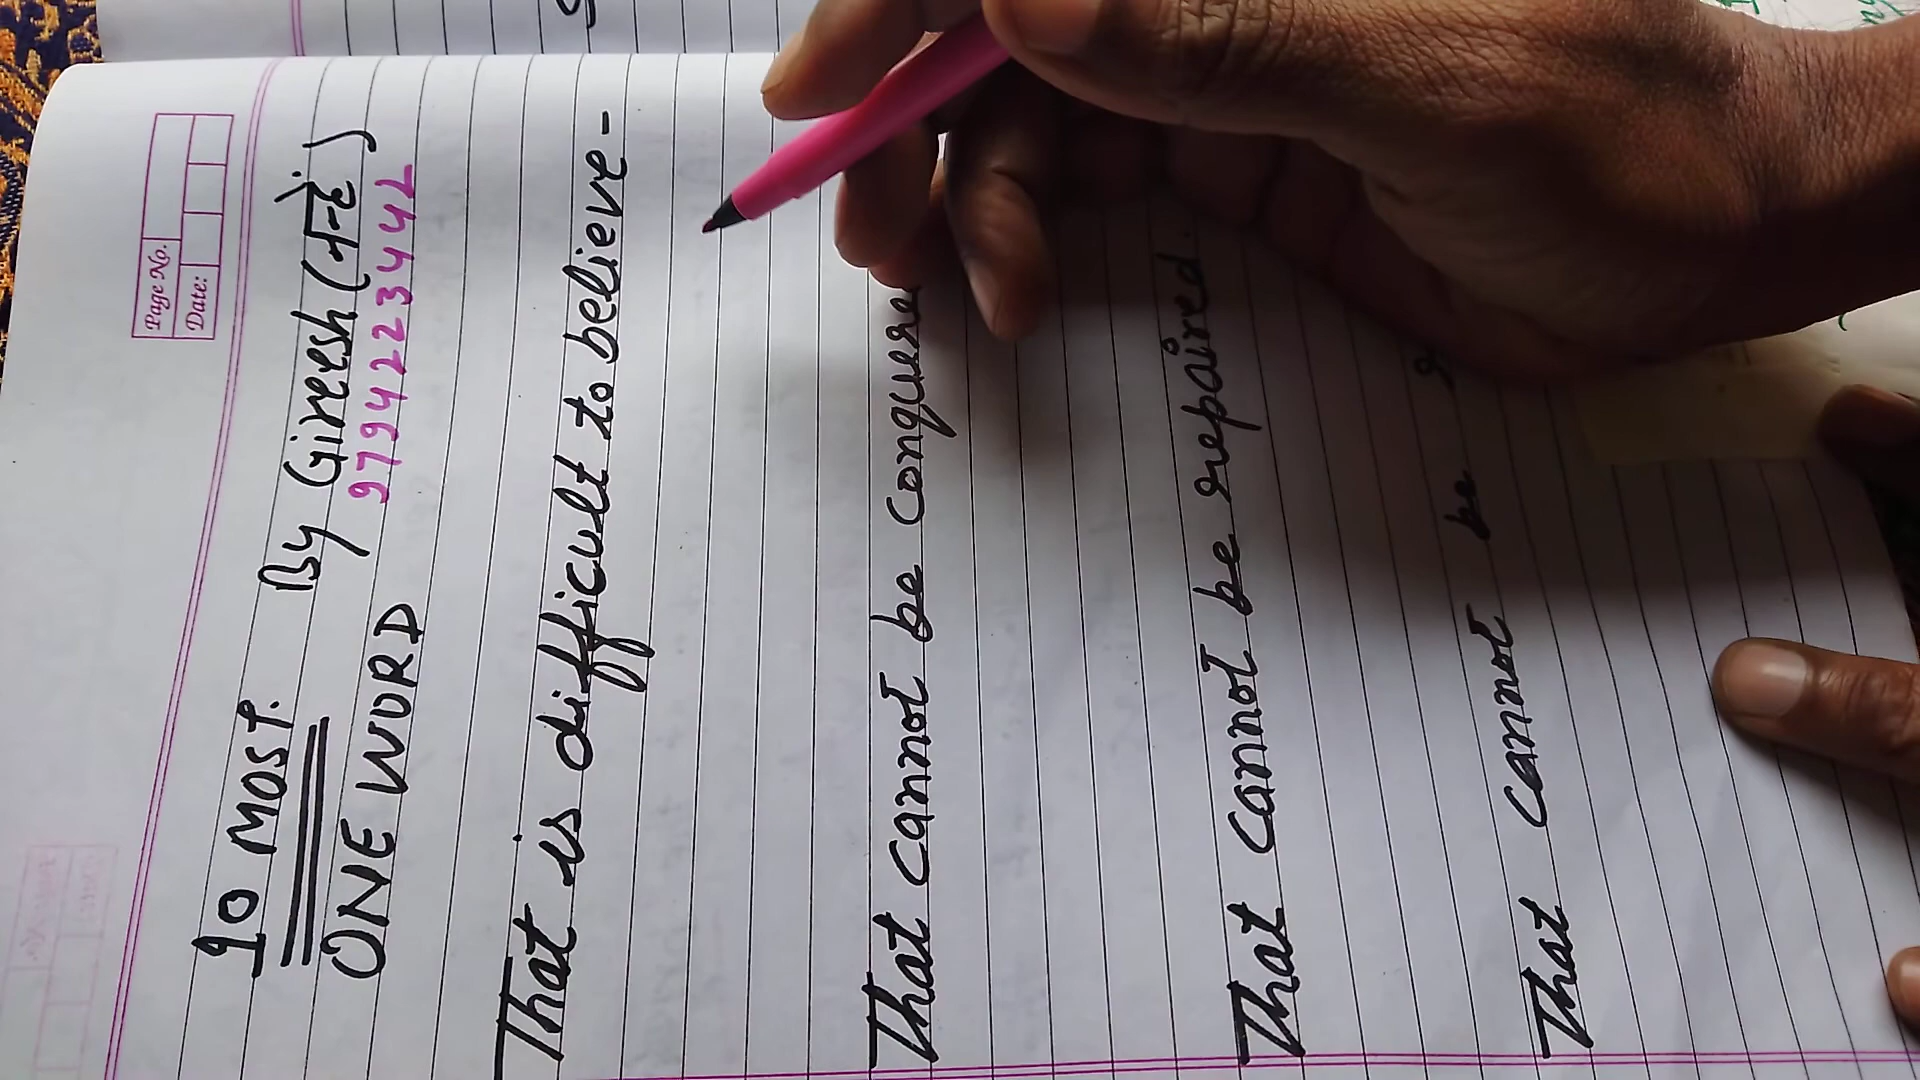 Page No.
Date:
10 MOST. By Gireesh (
9794223442
ONE WORD
That is difficult to believe -
That cannot be conquere
That cannot be repaired.
That cannot be